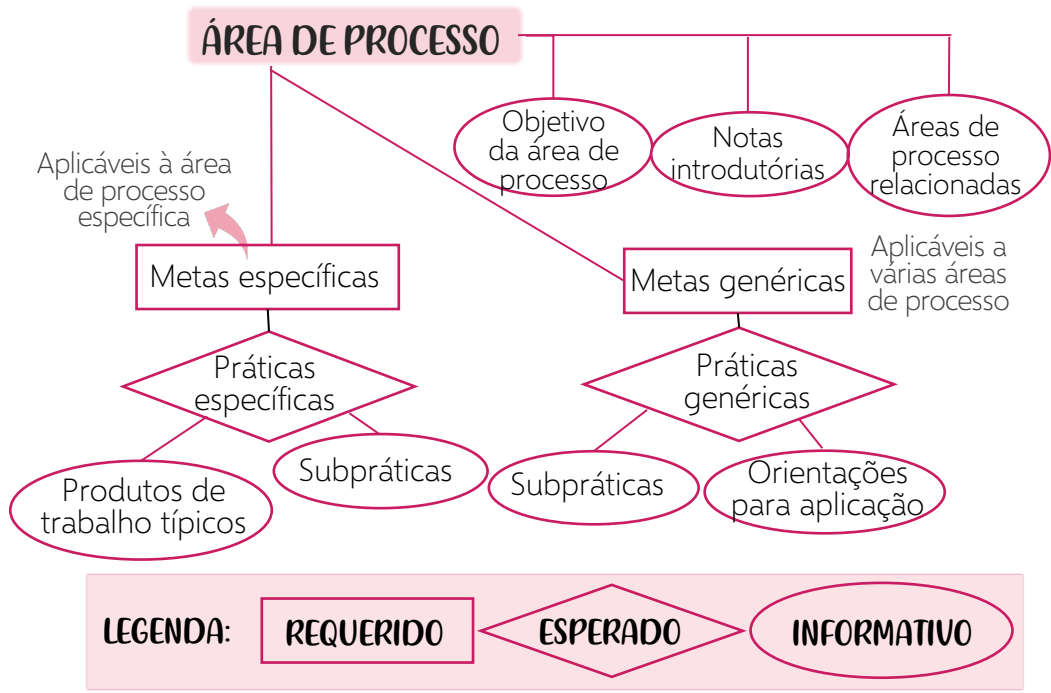 ÁREA DE PROCESSO
Objetivo
da área de
processo
Notas
introdutórias
Áreas de
processo
relacionadas
Aplicáveis à área
de processo
específica
Metas específicas
Metas genéricas
Aplicáveis a
várias áreas
de processo
Práticas
específicas
Práticas
genéricas
Produtos de
trabalho típicos
Subpráticas
Subpráticas
Orientações
para aplicação
LEGENDA:
REQUERIDO
ESPERADO
INFORMATIVO